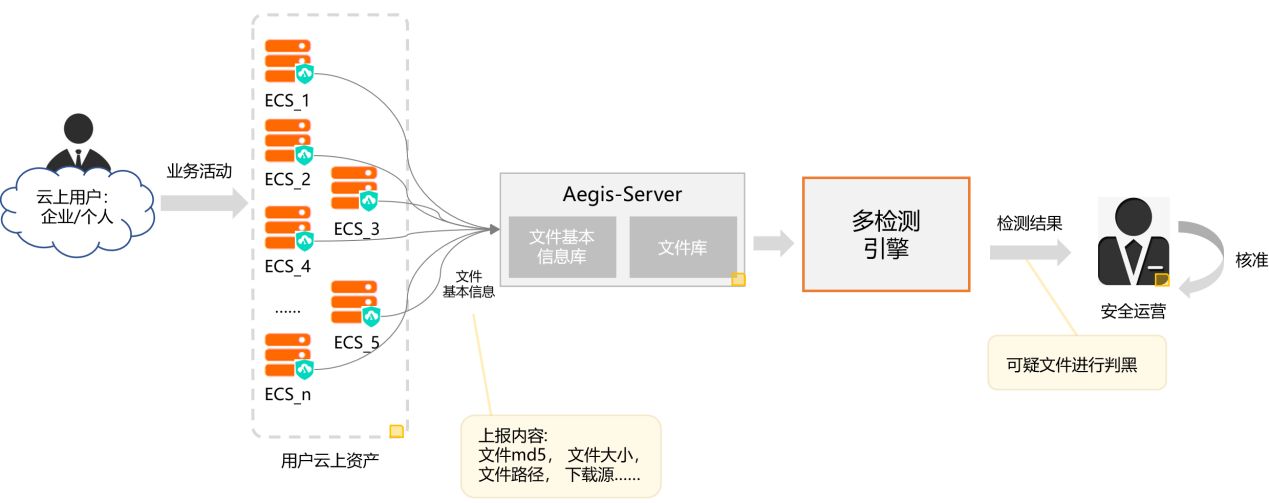 云上用户：
企业/个人
业务活动
ECS_1
ECS_2
ECS_3
ECS_4
......
ECS_5
ECS_n
用户云上资产
文件
基本信息
上报内容:
文件md5， 文件大小，
文件路径， 下载源......
Aegis-Server
文件基本
信息库
文件库
多检测
引擎
检测结果
可疑文件进行判黑
安全运营
核准